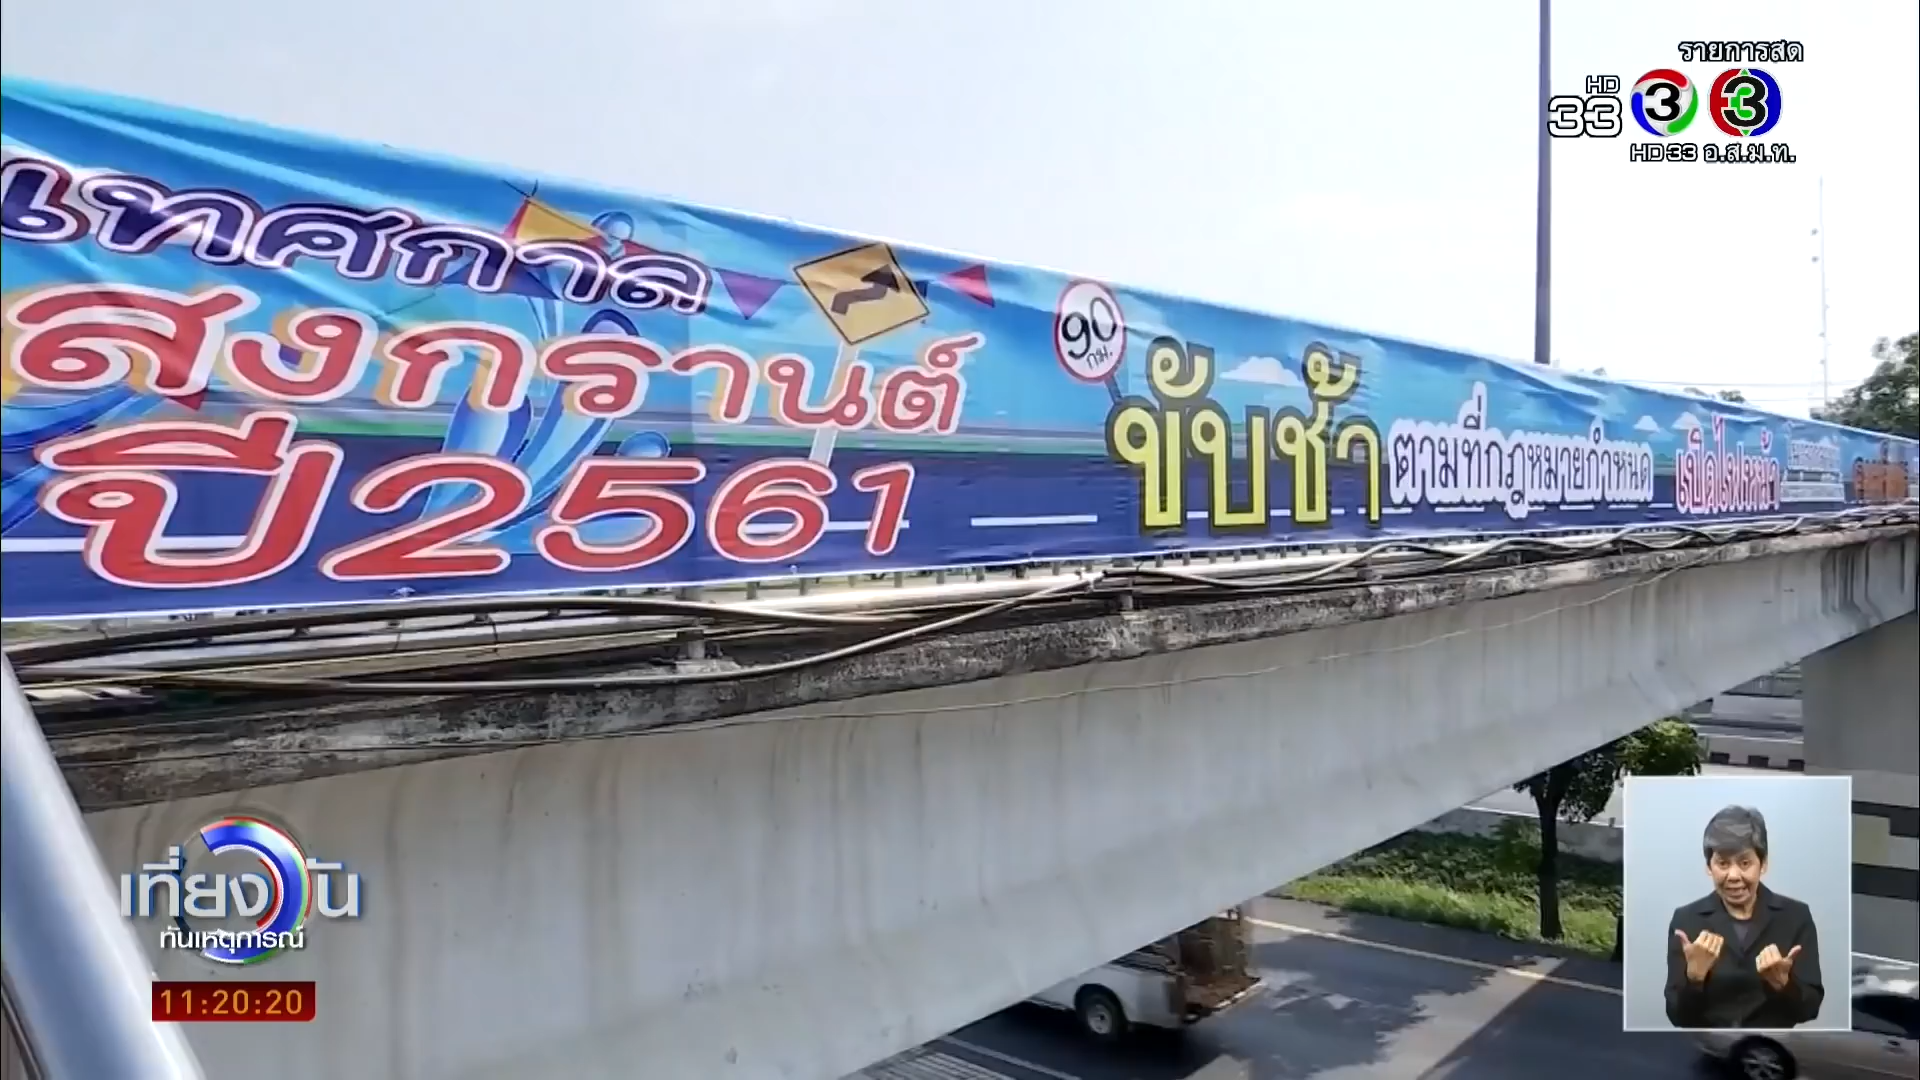 รายการสด
HD
33
3
3
HD 33 อ.ส.ม.ท.
เทศกาล
สงกรานต์
ปี2561
90
กม.
ขับช้า ตามที่กฎหมายกำหนด เปิดไฟหน้า
เที่ยงวัน
ทันเหตุการณ์
11:20:20